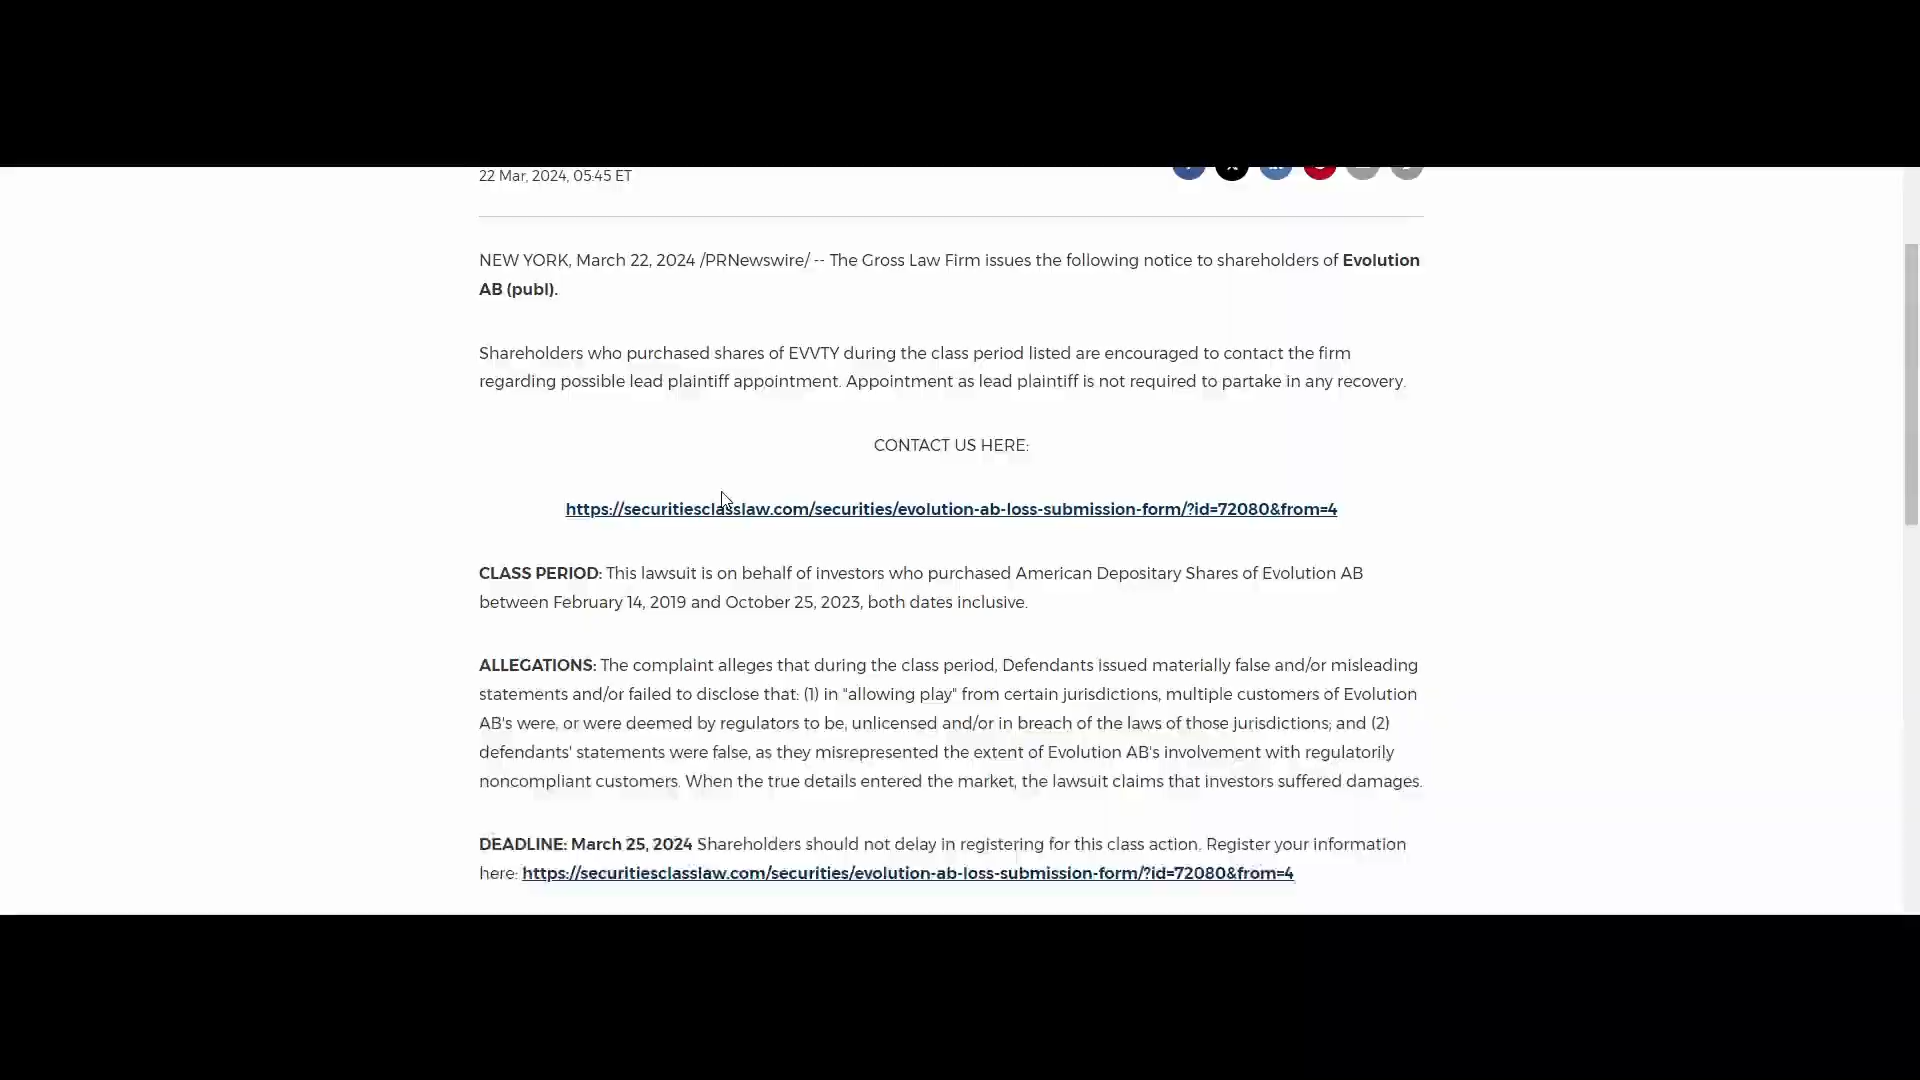 22 Mar, 2024, 05:45 ET
NEW YORK, March 22, 2024 /PRNewswire/ -- The Gross Law Firm issues the following notice to shareholders of Evolution
AB (publ).
Shareholders who purchased shares of EVVTY during the class period listed are encouraged to contact the firm
regarding possible lead plaintiff appointment. Appointment as lead plaintiff is not required to partake in any recovery.
CONTACT US HERE:
https://securitiesclasslaw.com/securities/evolution-ab-loss-submission-form/?id=72080&from=4
CLASS PERIOD: This lawsuit is on behalf of investors who purchased American Depositary Shares of Evolution AB
between February 14, 2019 and October 25, 2023, both dates inclusive.
ALLEGATIONS: The complaint alleges that during the class period, Defendants issued materially false and/or misleading
statements and/or failed to disclose that: (1) in "allowing play" from certain jurisdictions, multiple customers of Evolution
AB's were, or were deemed by regulators to be, unlicensed and/or in breach of the laws of those jurisdictions; and (2)
defendants' statements were false, as they misrepresented the extent of Evolution AB's involvement with regulatorily
noncompliant customers. When the true details entered the market, the lawsuit claims that investors suffered damages.
DEADLINE: March 25, 2024 Shareholders should not delay in registering for this class action. Register your information
here: https://securitiesclasslaw.com/securities/evolution-ab-loss-submission-form/?id=72080&from=4